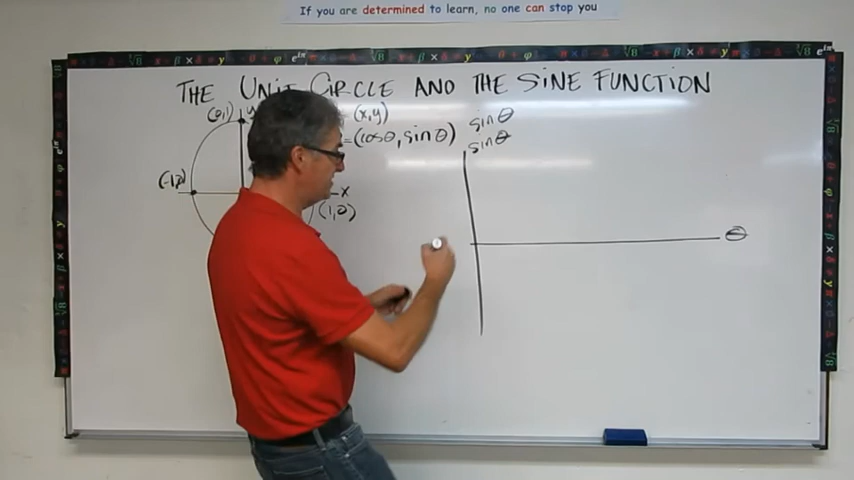 If you are determined to learn, no one can stop you
THE UNIT CIRCLE AND THE SINE FUNCTION
(0,1) y (x,y)
=(cosθ, sinθ)
sinθ
sinθ
(-1,0) x
(1,0)
θ